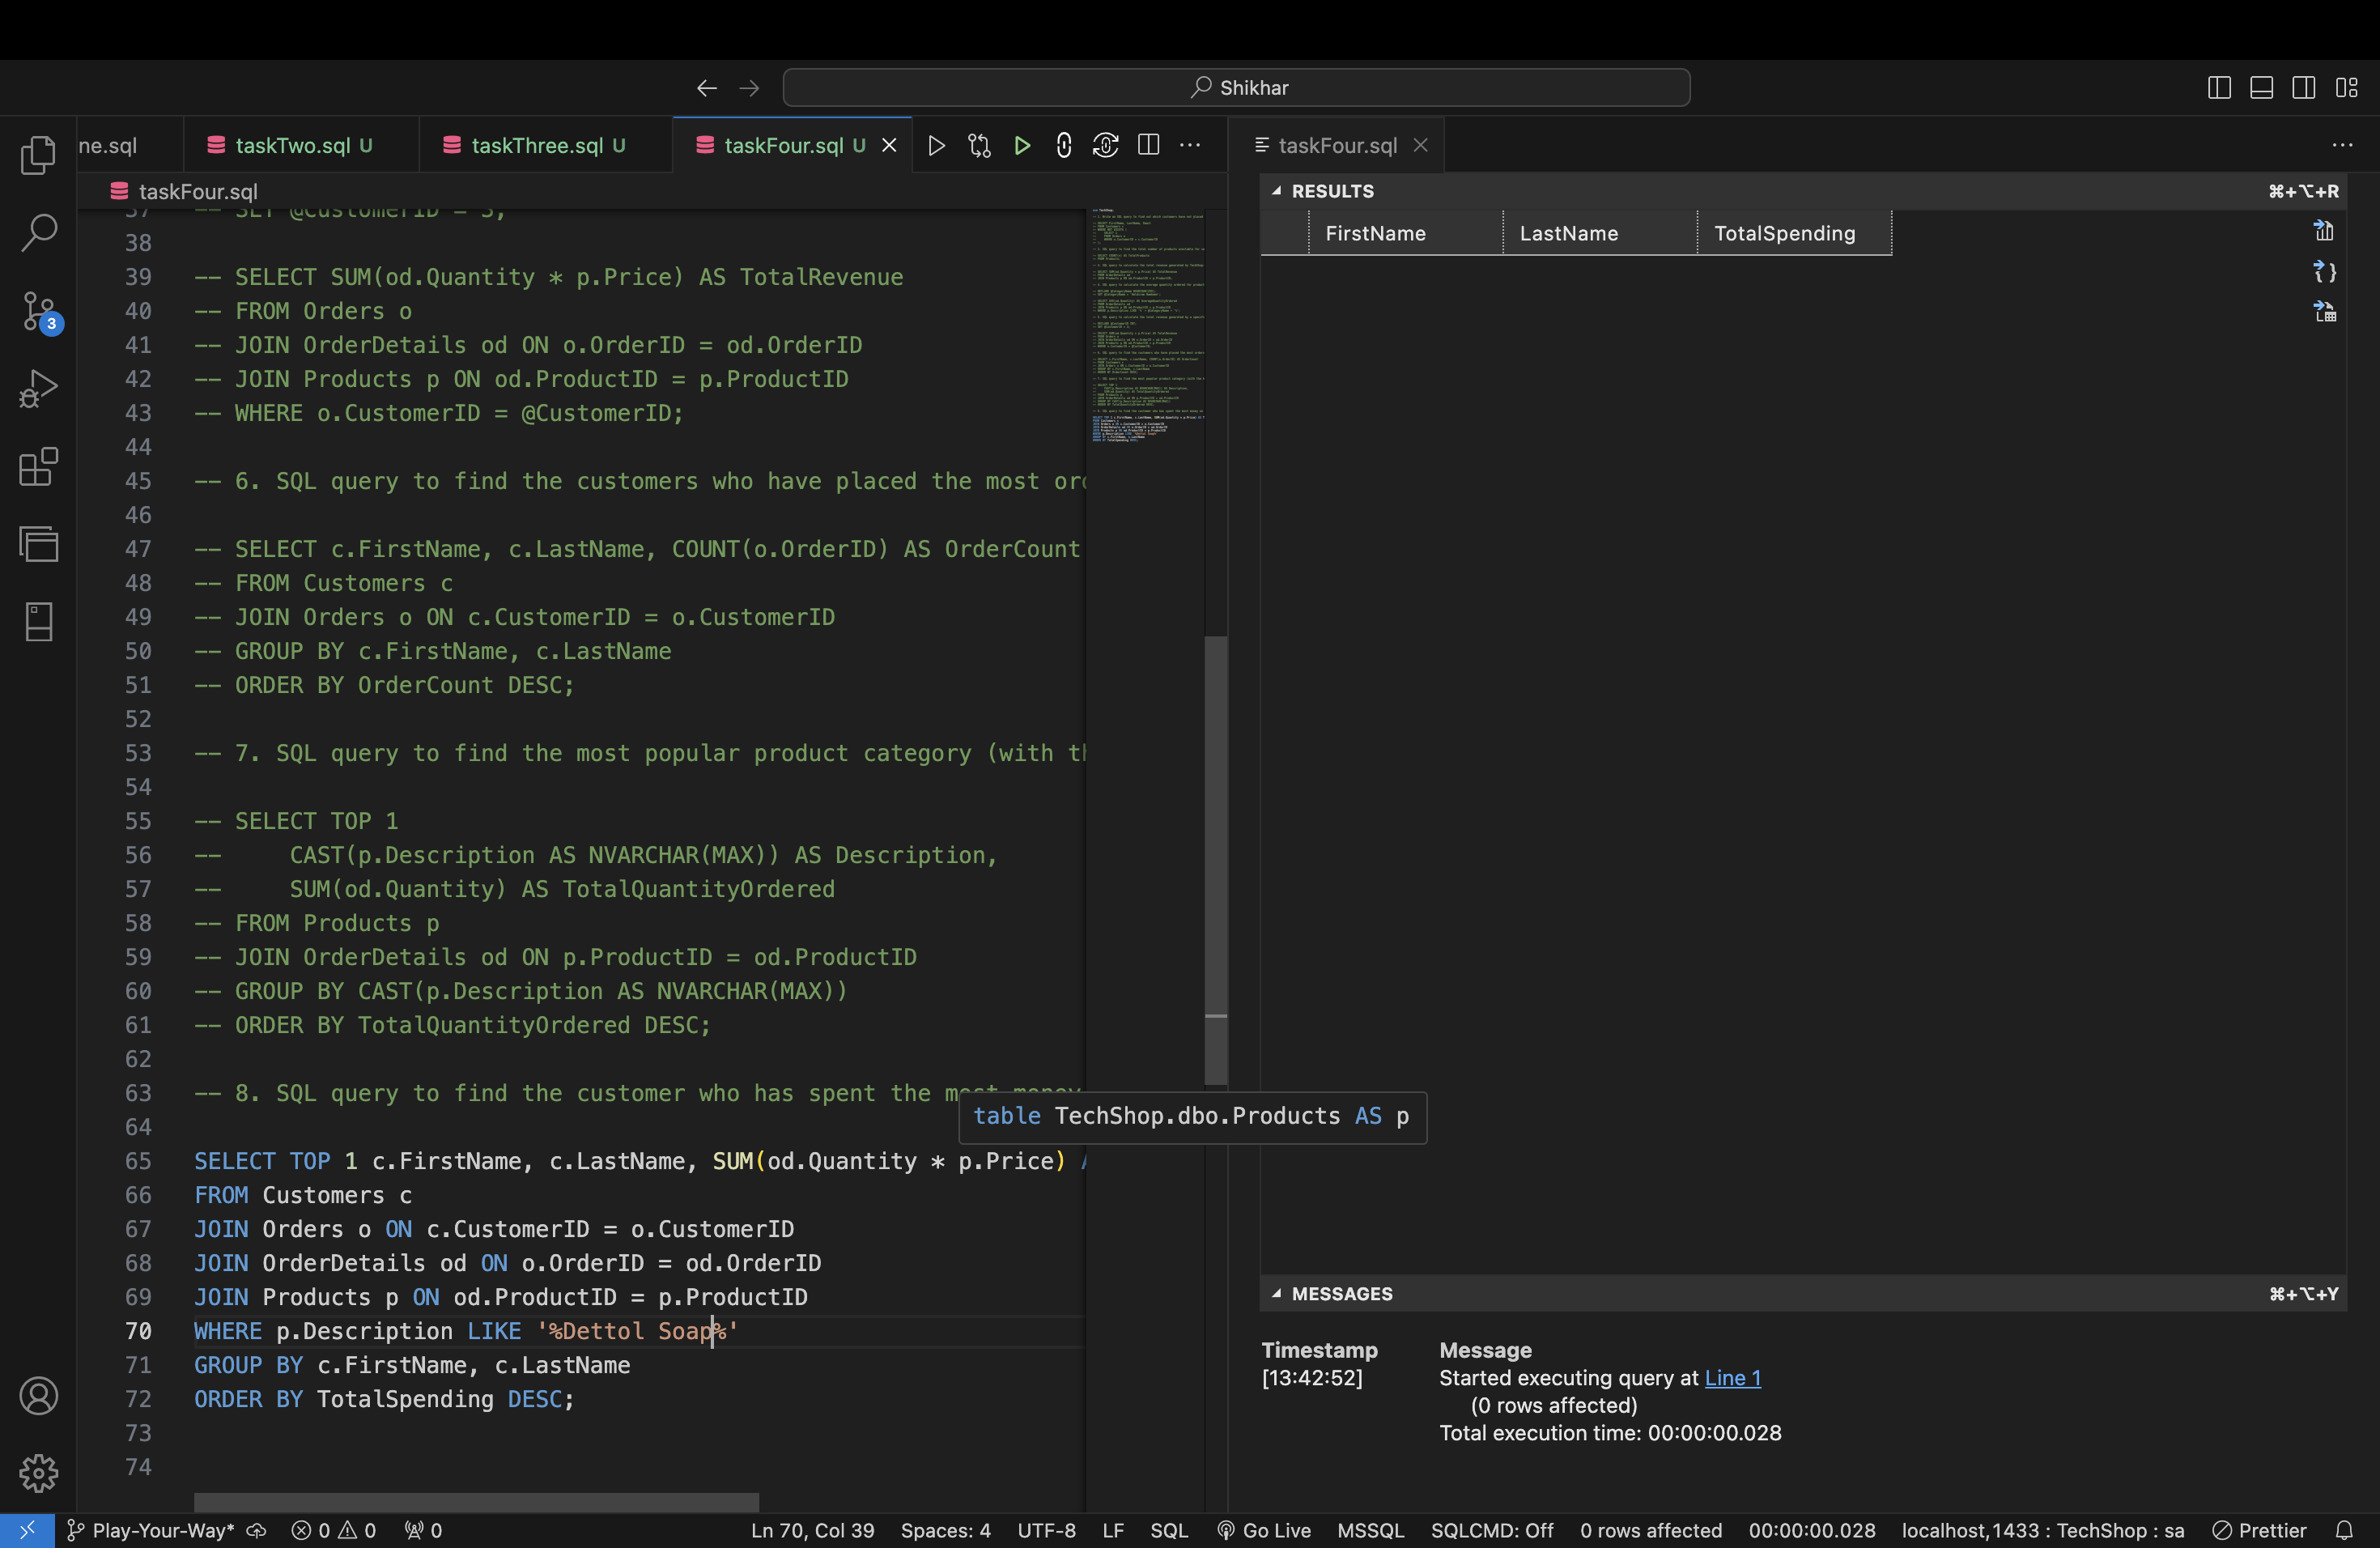 Shikhar
ne.sql
taskTwo.sql U
taskThree.sql U
taskFour.sql U
taskFour.sql
37 -- SET @CustomerID = 3;
38
39 -- SELECT SUM(od.Quantity * p.Price) AS TotalRevenue
40 -- FROM Orders o
41 -- JOIN OrderDetails od ON o.OrderID = od.OrderID
42 -- JOIN Products p ON od.ProductID = p.ProductID
43 -- WHERE o.CustomerID = @CustomerID;
44
45 -- 6. SQL query to find the customers who have placed the most ord
46
47 -- SELECT c.FirstName, c.LastName, COUNT(o.OrderID) AS OrderCount
48 -- FROM Customers c
49 -- JOIN Orders o ON c.CustomerID = o.CustomerID
50 -- GROUP BY c.FirstName, c.LastName
51 -- ORDER BY OrderCount DESC;
52
53 -- 7. SQL query to find the most popular product category (with th
54
55 -- SELECT TOP 1
56 --     CAST(p.Description AS NVARCHAR(MAX)) AS Description,
57 --     SUM(od.Quantity) AS TotalQuantityOrdered
58 -- FROM Products p
59 -- JOIN OrderDetails od ON p.ProductID = od.ProductID
60 -- GROUP BY CAST(p.Description AS NVARCHAR(MAX))
61 -- ORDER BY TotalQuantityOrdered DESC;
62
63 -- 8. SQL query to find the customer who has spent the most money
table TechShop.dbo.Products AS p
64
65 SELECT TOP 1 c.FirstName, c.LastName, SUM(od.Quantity * p.Price) A
66 FROM Customers c
67 JOIN Orders o ON c.CustomerID = o.CustomerID
68 JOIN OrderDetails od ON o.OrderID = od.OrderID
69 JOIN Products p ON od.ProductID = p.ProductID
70 WHERE p.Description LIKE '%Dettol Soap%'
71 GROUP BY c.FirstName, c.LastName
72 ORDER BY TotalSpending DESC;
73
74
taskFour.sql
RESULTS ⌘+⌥+R
FirstName LastName TotalSpending
MESSAGES ⌘+⌥+Y
Timestamp Message
[13:42:52] Started executing query at Line 1
(0 rows affected)
Total execution time: 00:00:00.028
3
Play-Your-Way* 0 0 0 Ln 70, Col 39 Spaces: 4 UTF-8 LF SQL Go Live MSSQL SQLCMD: Off 0 rows affected 00:00:00.028 localhost,1433 : TechShop : sa Prettier